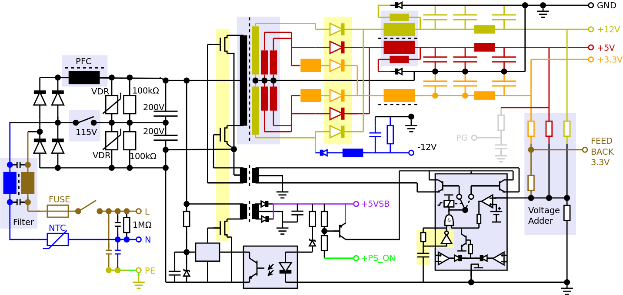 GND
+12V
+5V
+3.3V
PFC
VDR
100kΩ
200V
115V
200V
VDR
100kΩ
PG
-12V
FEED
BACK
3.3V
Filter
FUSE
L
1MΩ
NTC
N
PE
+5VSB
+PS_ON
Voltage
Adder